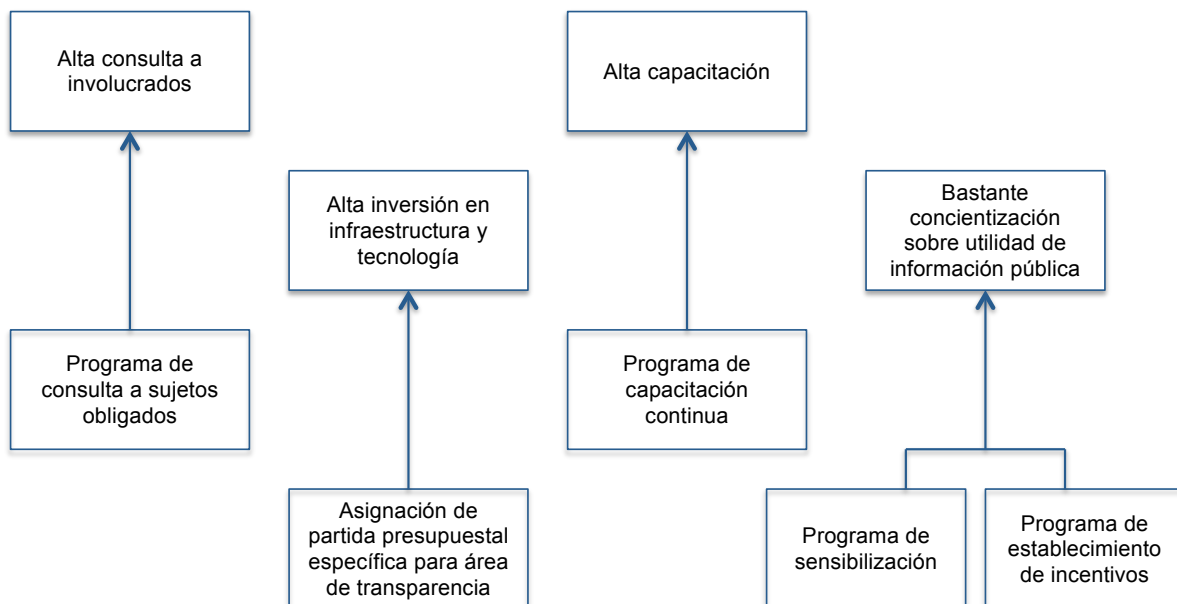 Alta consulta a
involucrados
Alta capacitación
Alta inversión en
infraestructura y
tecnología
Bastante
concientización
sobre utilidad de
información pública
Programa de
consulta a sujetos
obligados
Programa de
capacitación
continua
Asignación de
partida presupuestal
específica para área
de transparencia
Programa de
sensibilización
Programa de
establecimiento
de incentivos